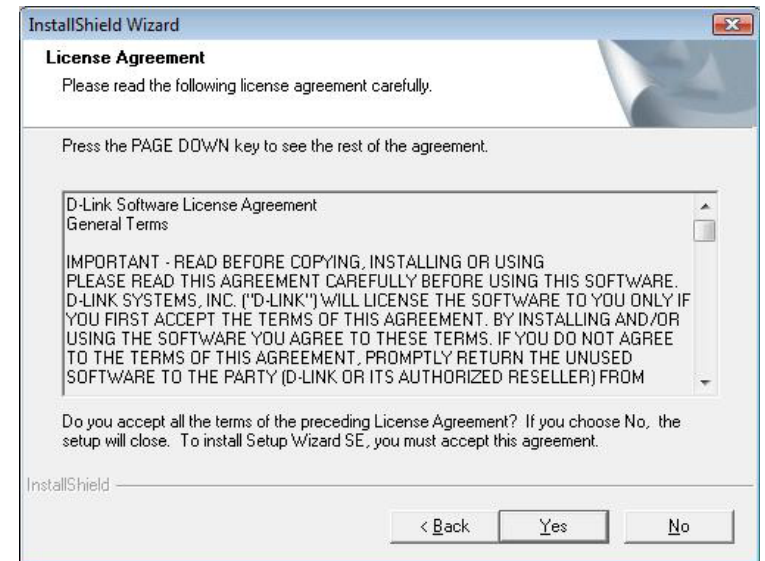 InstallShield Wizard
License Agreement
Please read the following license agreement carefully.
Press the PAGE DOWN key to see the rest of the agreement.
D-Link Software License Agreement
General Terms
IMPORTANT - READ BEFORE COPYING, INSTALLING OR USING
PLEASE READ THIS AGREEMENT CAREFULLY BEFORE USING THIS SOFTWARE.
D-LINK SYSTEMS, INC. ("D-LINK") WILL LICENSE THE SOFTWARE TO YOU ONLY IF
YOU FIRST ACCEPT THE TERMS OF THIS AGREEMENT. BY INSTALLING AND/OR
USING THE SOFTWARE YOU AGREE TO THESE TERMS. IF YOU DO NOT AGREE
TO THE TERMS OF THIS AGREEMENT, PROMPTLY RETURN THE UNUSED
SOFTWARE TO THE PARTY (D-LINK OR ITS AUTHORIZED RESELLER) FROM
Do you accept all the terms of the preceding License Agreement? If you choose No, the
setup will close. To install Setup Wizard SE, you must accept this agreement.
InstallShield
< Back Yes No